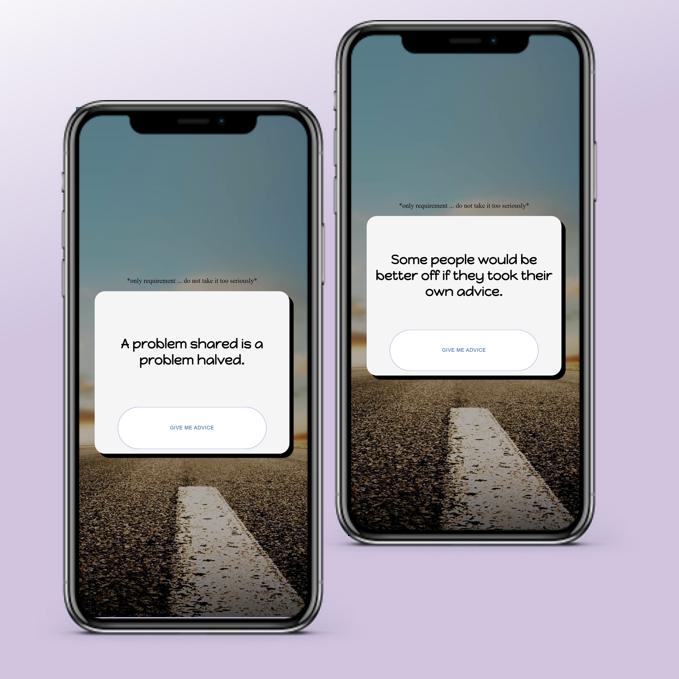 *only requirement ... do not take it too seriously*
A problem shared is a
problem halved.
GIVE ME ADVICE
*only requirement ... do not take it too seriously*
Some people would be
better off if they took their
own advice.
GIVE ME ADVICE